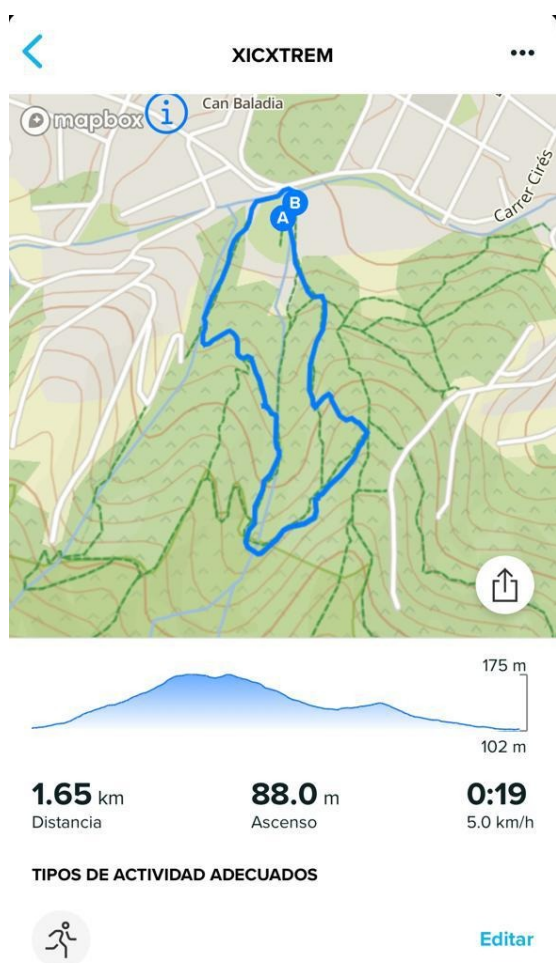 XICXTREM
mapbox
Can Baladia
Carrer Cirés
B
A
175 m
102 m
1.65 km
88.0 m
0:19
Distancia
Ascenso
5.0 km/h
TIPOS DE ACTIVIDAD ADECUADOS
Editar